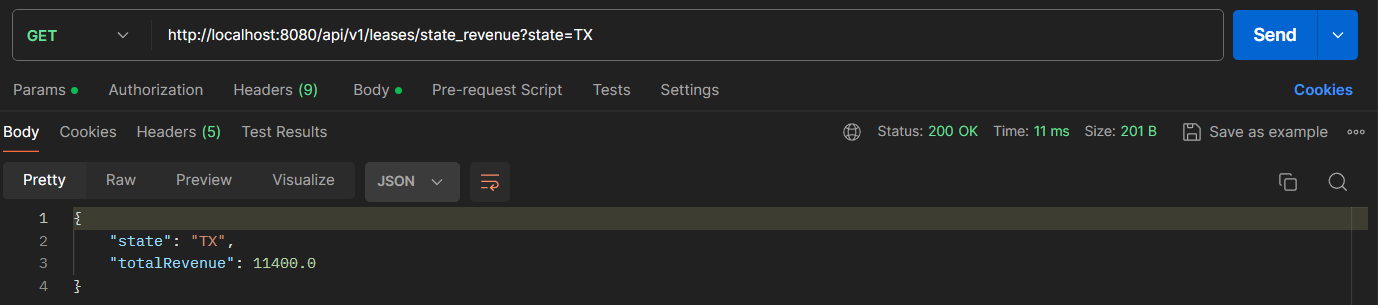 GET http://localhost:8080/api/v1/leases/state_revenue?state=TX Send
Params Authorization Headers (9) Body Pre-request Script Tests Settings Cookies
Body Cookies Headers (5) Test Results Status: 200 OK Time: 11 ms Size: 201 B Save as example
Pretty Raw Preview Visualize JSON
1 {
2 "state": "TX",
3 "totalRevenue": 11400.0
4 }